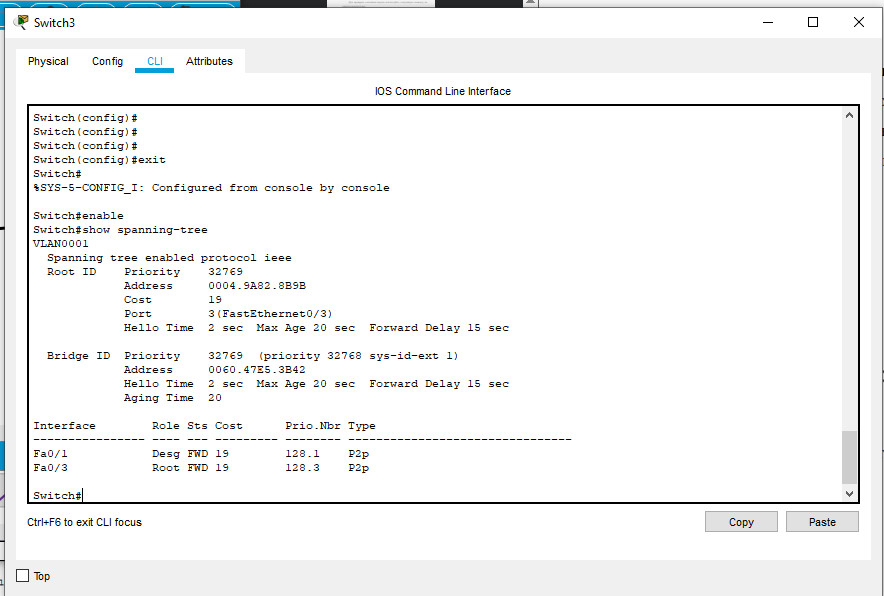 Switch3
Physical Config CLI Attributes
IOS Command Line Interface
Switch(config)#
Switch(config)#
Switch(config)#
Switch(config)#exit
Switch#
%SYS-5-CONFIG_I: Configured from console by console
Switch#enable
Switch#show spanning-tree
VLAN0001
Spanning tree enabled protocol ieee
Root ID Priority 32769
Address 0004.9A82.8B9B
Cost 19
Port 3(FastEthernet0/3)
Hello Time 2 sec Max Age 20 sec Forward Delay 15 sec
Bridge ID Priority 32769 (priority 32768 sys-id-ext 1)
Address 0060.47E5.3B42
Hello Time 2 sec Max Age 20 sec Forward Delay 15 sec
Aging Time 20
Interface Role Sts Cost Prio.Nbr Type
---------------- ---- --- --------- -------- --------------------------------
Fa0/1 Desg FWD 19 128.1 P2p
Fa0/3 Root FWD 19 128.3 P2p
Switch#
Ctrl+F6 to exit CLI focus
Copy Paste
Top